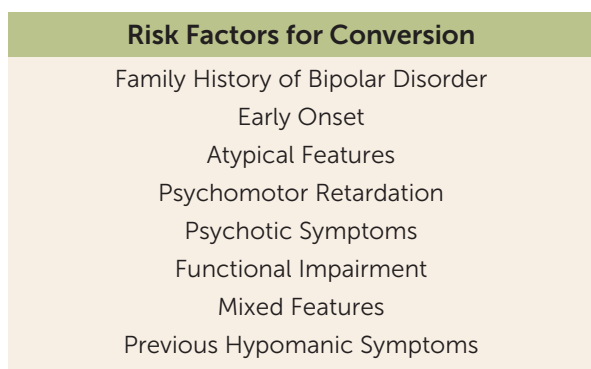 Risk Factors for Conversion
Family History of Bipolar Disorder
Early Onset
Atypical Features
Psychomotor Retardation
Psychotic Symptoms
Functional Impairment
Mixed Features
Previous Hypomanic Symptoms